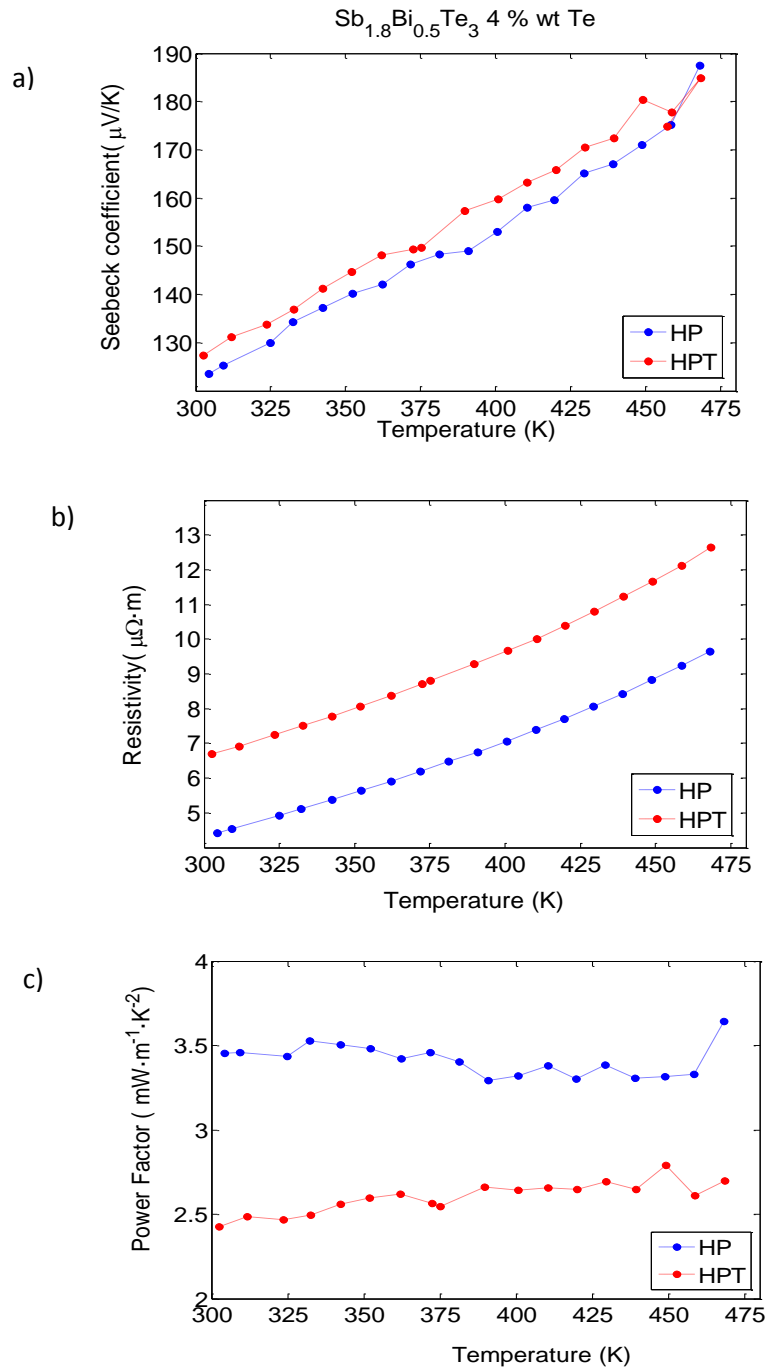 Sb1.8Bi0.5Te3 4 % wt Te
a)
Seebeck coefficient( μV/K)
190
180
170
160
150
140
130
300 325 350 375 400 425 450 475
Temperature (K)
HP
HPT
b)
Resistivity( μΩ·m)
13
12
11
10
9
8
7
6
5
300 325 350 375 400 425 450 475
Temperature (K)
HP
HPT
c)
Power Factor ( mW·m-1·K-2)
4
3.5
3
2.5
2
300 325 350 375 400 425 450 475
Temperature (K)
HP
HPT